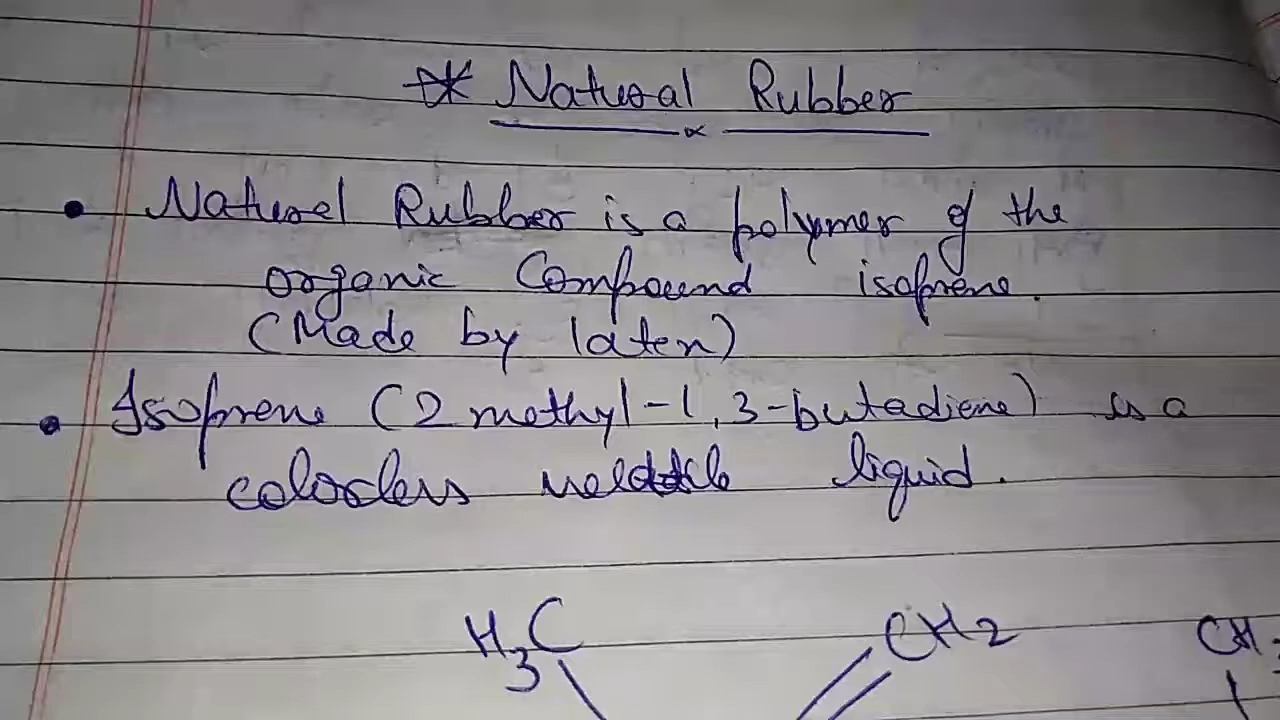 * Natural Rubber
• Natural Rubber is a polymer of the
organic Compound isoprene.
(Made by latex)
• Isoprene (2 methyl-1,3-butadiene) is a
colorless liquid.
H3C CH2 CH3